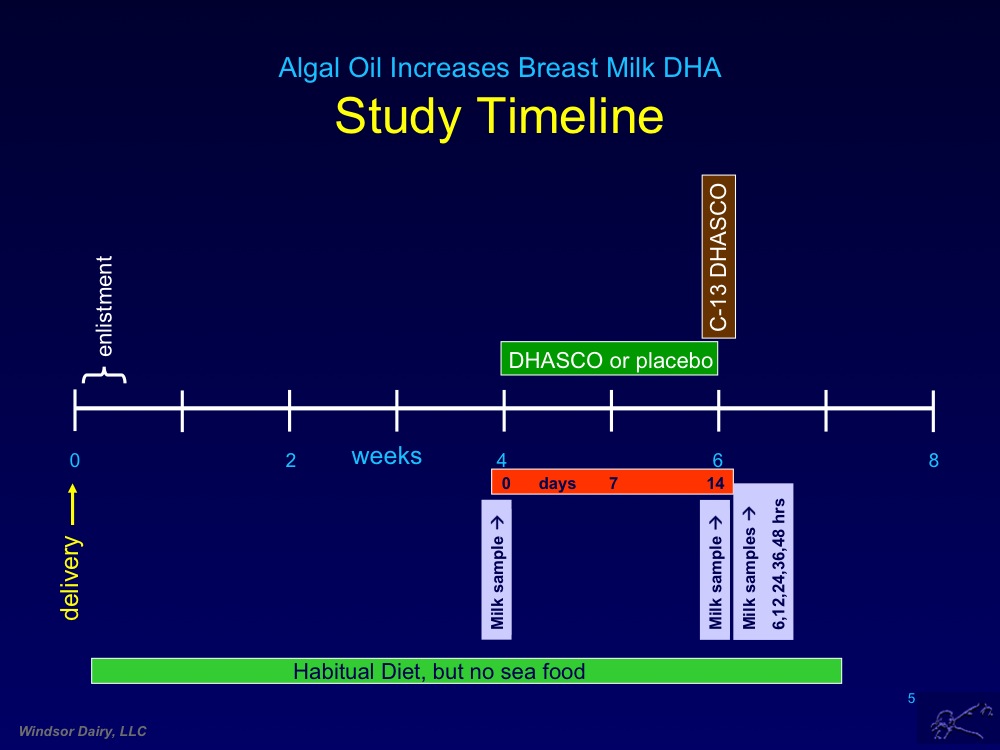 Algal Oil Increases Breast Milk DHA
Study Timeline
C-13 DHASCO
enlistment
DHASCO or placebo
0 2 weeks 4 6 8
0 days 7 14
delivery →
Milk sample →
Milk sample →
Milk samples →
6,12,24,36,48 hrs
Habitual Diet, but no sea food
5
Windsor Dairy, LLC